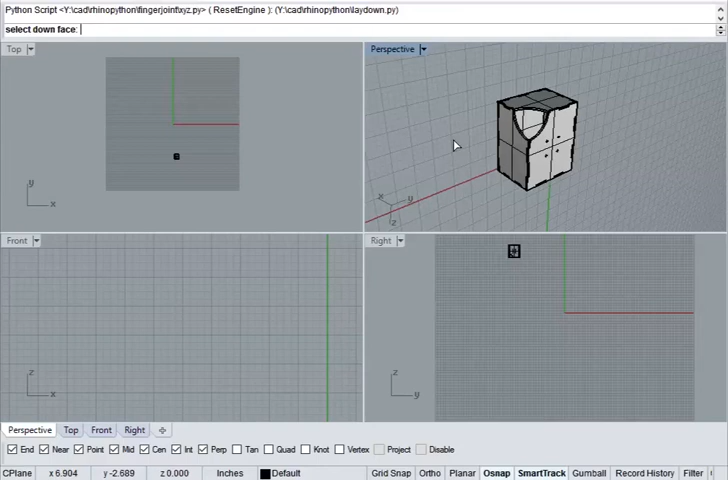 Python Script <Y:\cad\rhinopython\fingerjoint\xyz.py> ( ResetEngine ): (Y:\cad\rhinopython\laydown.py)
select down face:
Top
Perspective
y
x
x
y
z
Front
Right
z
x
z
y
Perspective Top Front Right
End Near Point Mid Cen Int Perp Tan Quad Knot Vertex Project Disable
CPlane x 6.904 y -2.689 z 0.000 Inches Default Grid Snap Ortho Planar Osnap SmartTrack Gumball Record History Filter